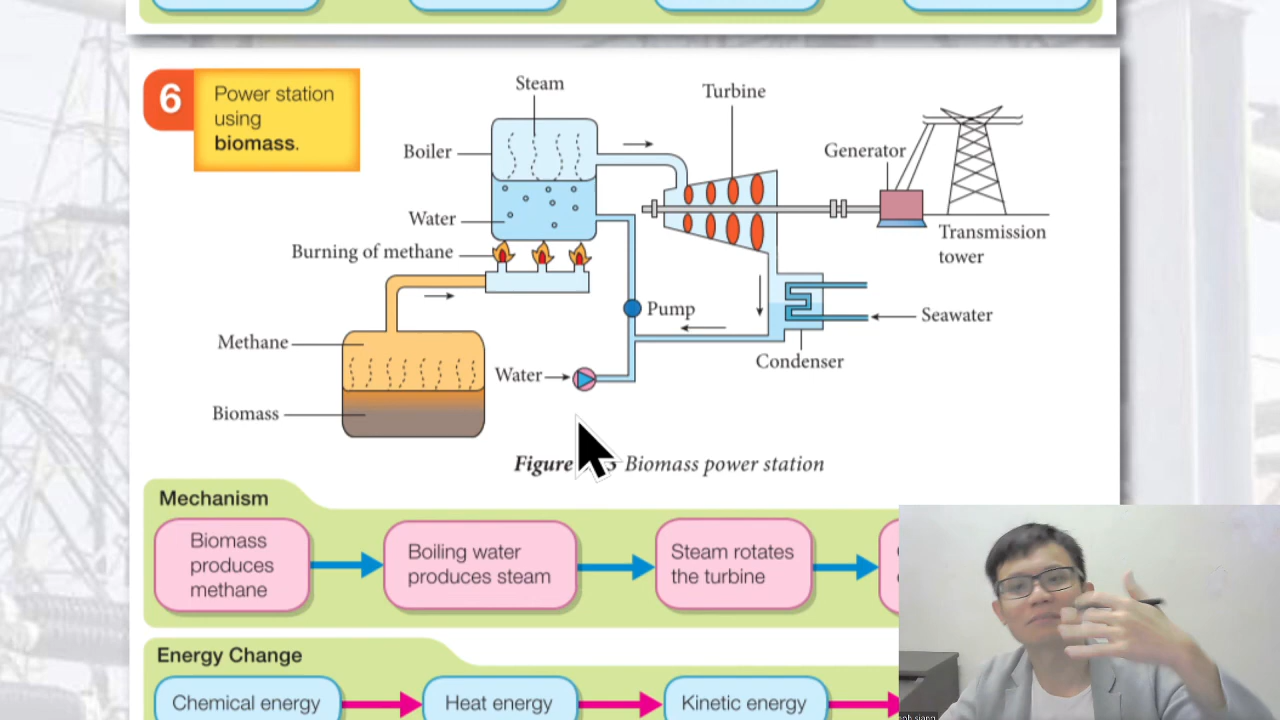 6
Power station
using
biomass.
Steam
Turbine
Boiler
Generator
Water
Transmission
tower
Burning of methane
Pump
Seawater
Methane
Condenser
Water
Biomass
Figure Biomass power station
Mechanism
Biomass
produces
methane
Boiling water
produces steam
Steam rotates
the turbine
Energy Change
Chemical energy
Heat energy
Kinetic energy